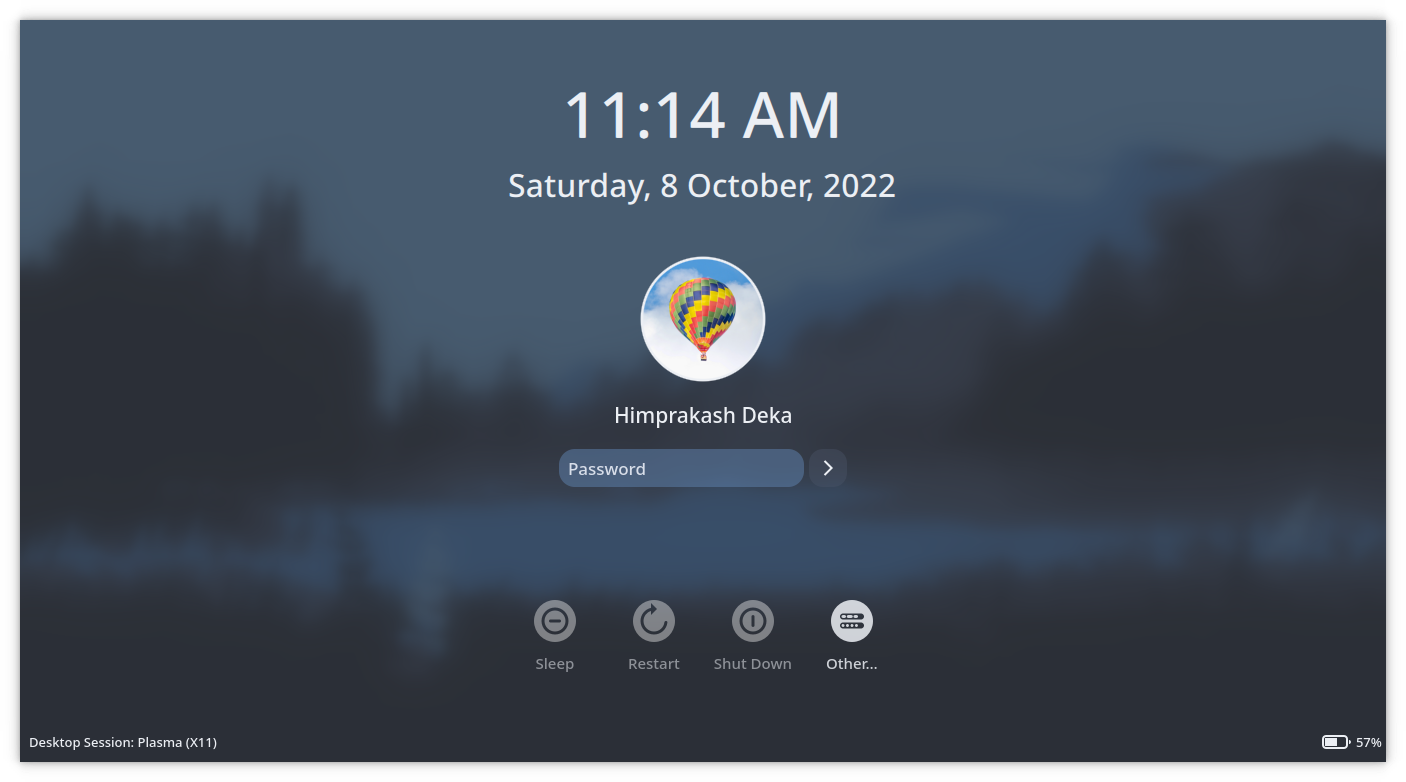 11:14 AM
Saturday, 8 October, 2022
Himprakash Deka
Password
Sleep Restart Shut Down Other...
Desktop Session: Plasma (X11) 57%